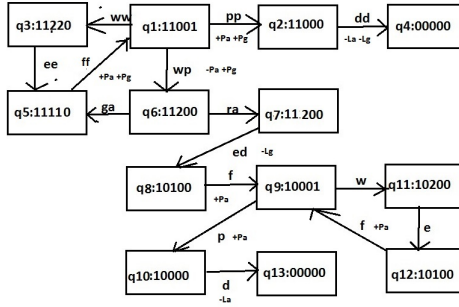 q3:11220 ww q1:11001 pp q2:11000 dd q4:00000
+Pa +Pg -La -Lg
ee ff wp -Pa +Pg
+Pa +Pg
q5:11110 ga q6:11200 ra q7:11 200
ed -Lg
q8:10100 f q9:10001 w q11:10200
+Pa
p +Pa f +Pa e
q10:10000 d q13:00000 q12:10100
-La